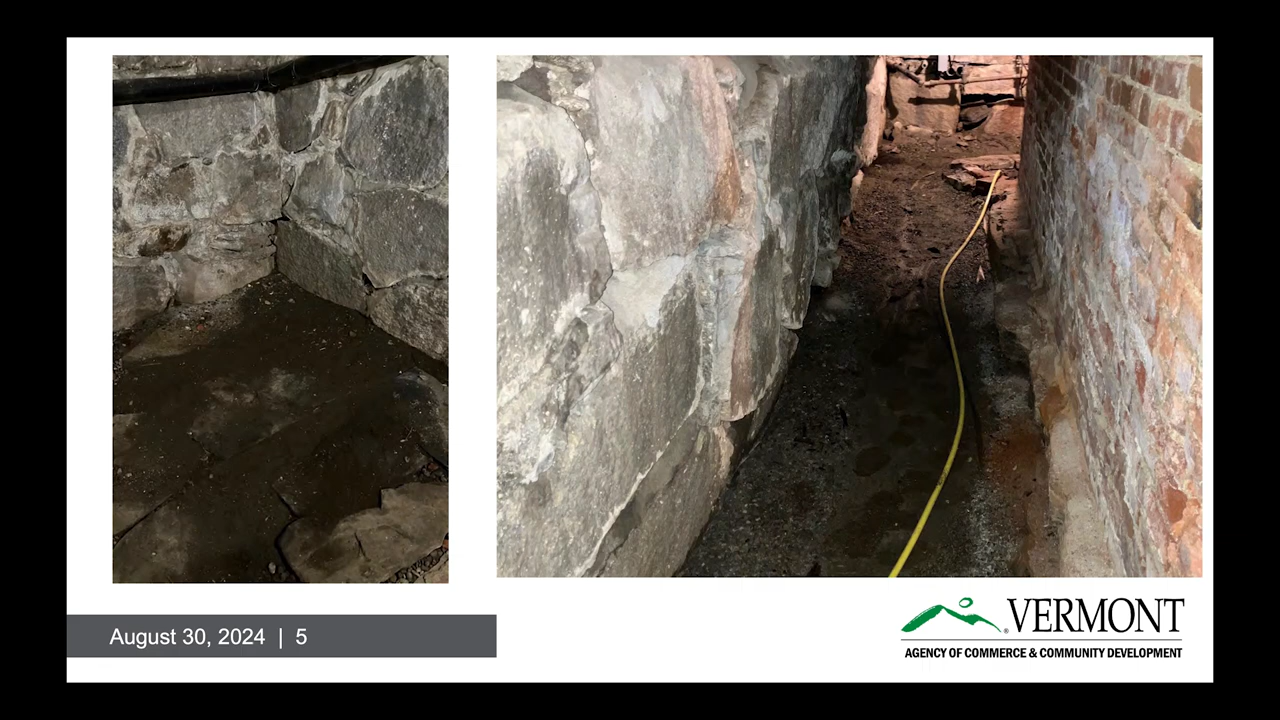 August 30, 2024 | 5
VERMONT
AGENCY OF COMMERCE & COMMUNITY DEVELOPMENT